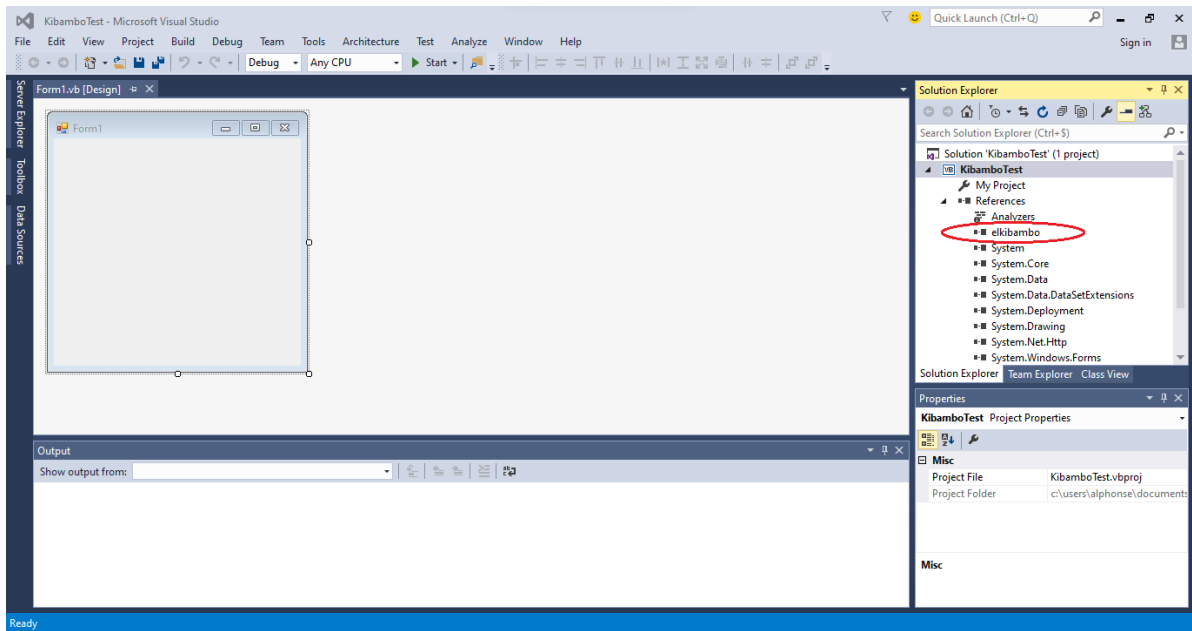 KibamboTest - Microsoft Visual Studio
Quick Launch (Ctrl+Q)
File Edit View Project Build Debug Team Tools Architecture Test Analyze Window Help
Sign in
Debug Any CPU Start
Server Explorer
Toolbox
Data Sources
Form1.vb [Design]
Form1
Solution Explorer
Search Solution Explorer (Ctrl+$)
Solution 'KibamboTest' (1 project)
VB KibamboTest
My Project
References
Analyzers
elkibambo
System
System.Core
System.Data
System.Data.DataSetExtensions
System.Deployment
System.Drawing
System.Net.Http
System.Windows.Forms
Solution Explorer Team Explorer Class View
Properties
KibamboTest Project Properties
Misc
Project File KibamboTest.vbproj
Project Folder c:\users\alphonse\documents
Misc
Output
Show output from:
Ready